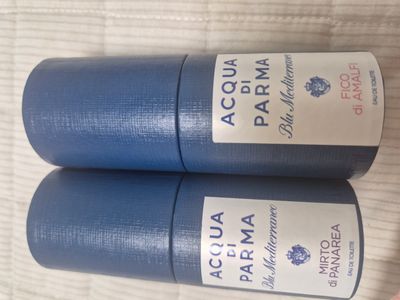 ACQUA
DI
PARMA
Blu Mediterraneo
FICO
di AMALFI
EAU DE TOILETTE
ACQUA
DI
PARMA
Blu Mediterraneo
MIRTO
di PANAREA
EAU DE TOILETTE